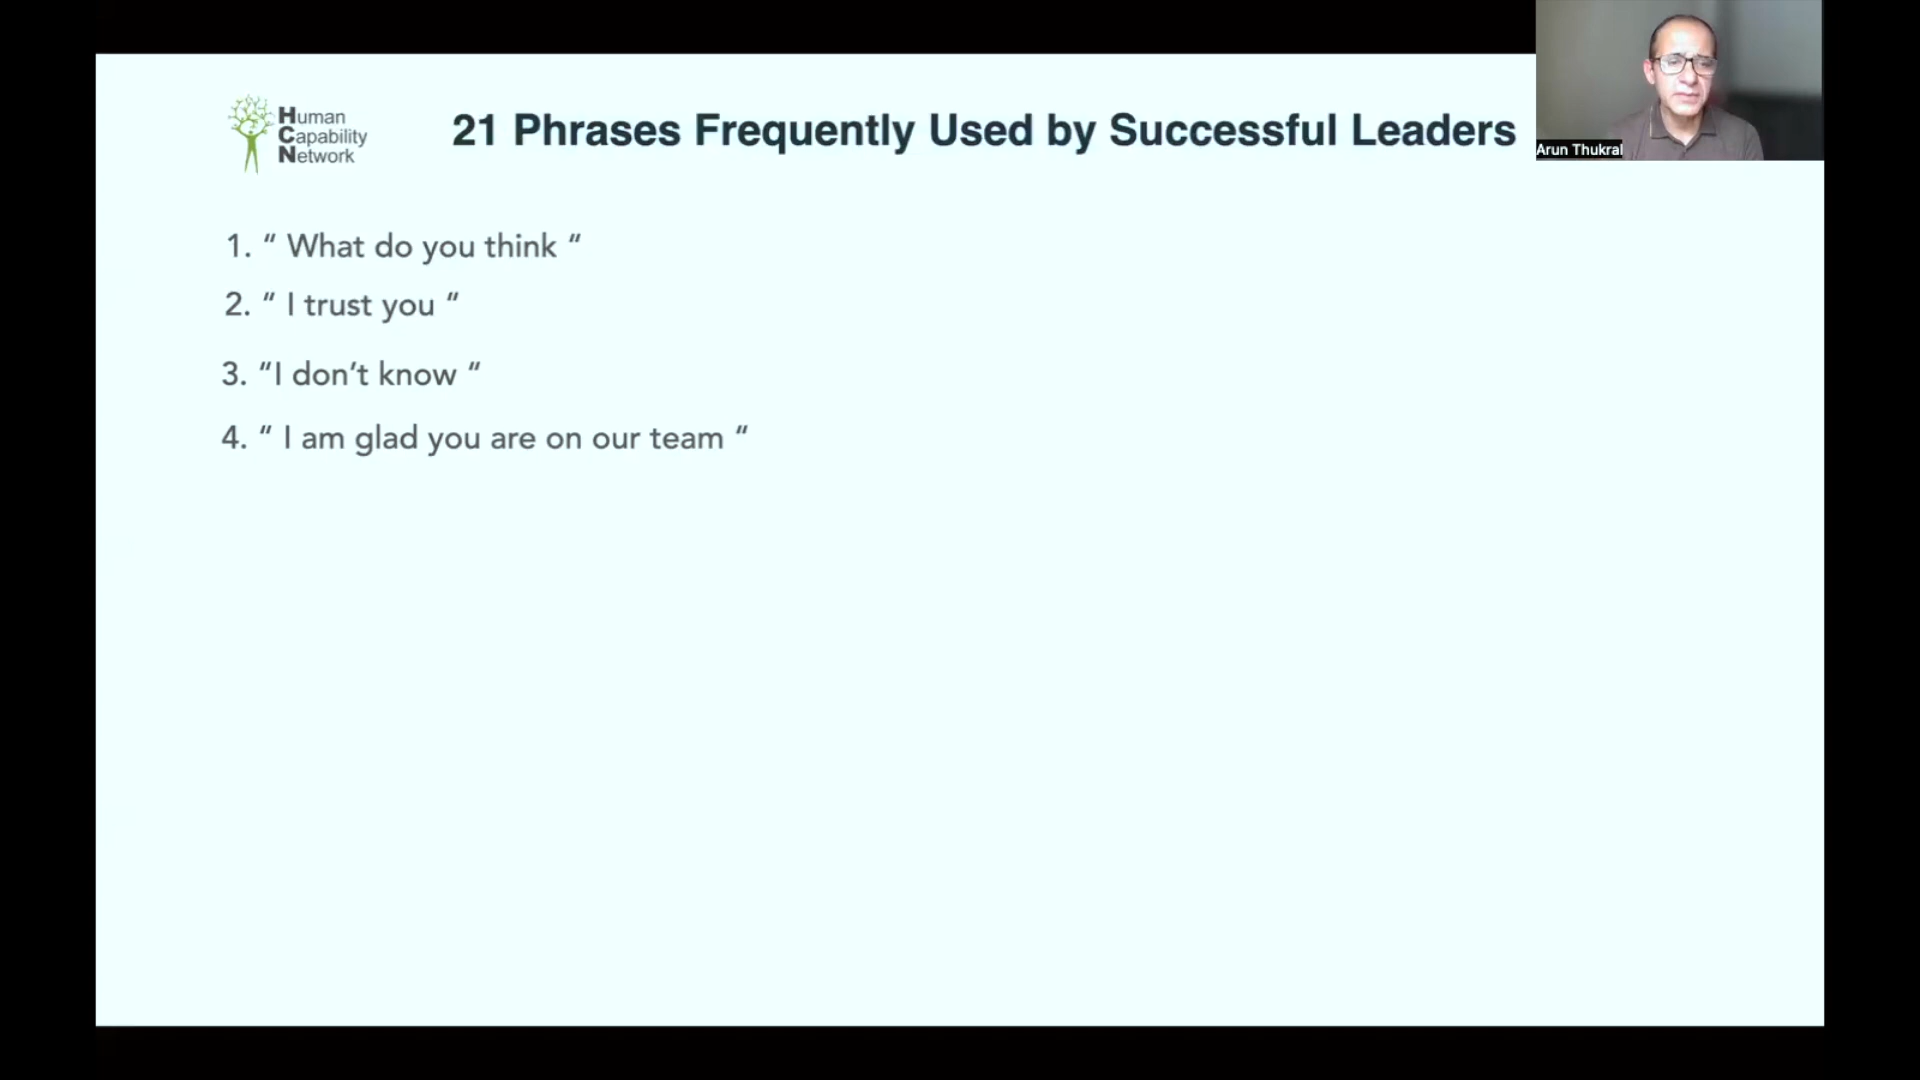 Human
Capability
Network
21 Phrases Frequently Used by Successful Leaders
Arun Thukral
1. “ What do you think “
2. “ I trust you “
3. “I don’t know “
4. “ I am glad you are on our team “